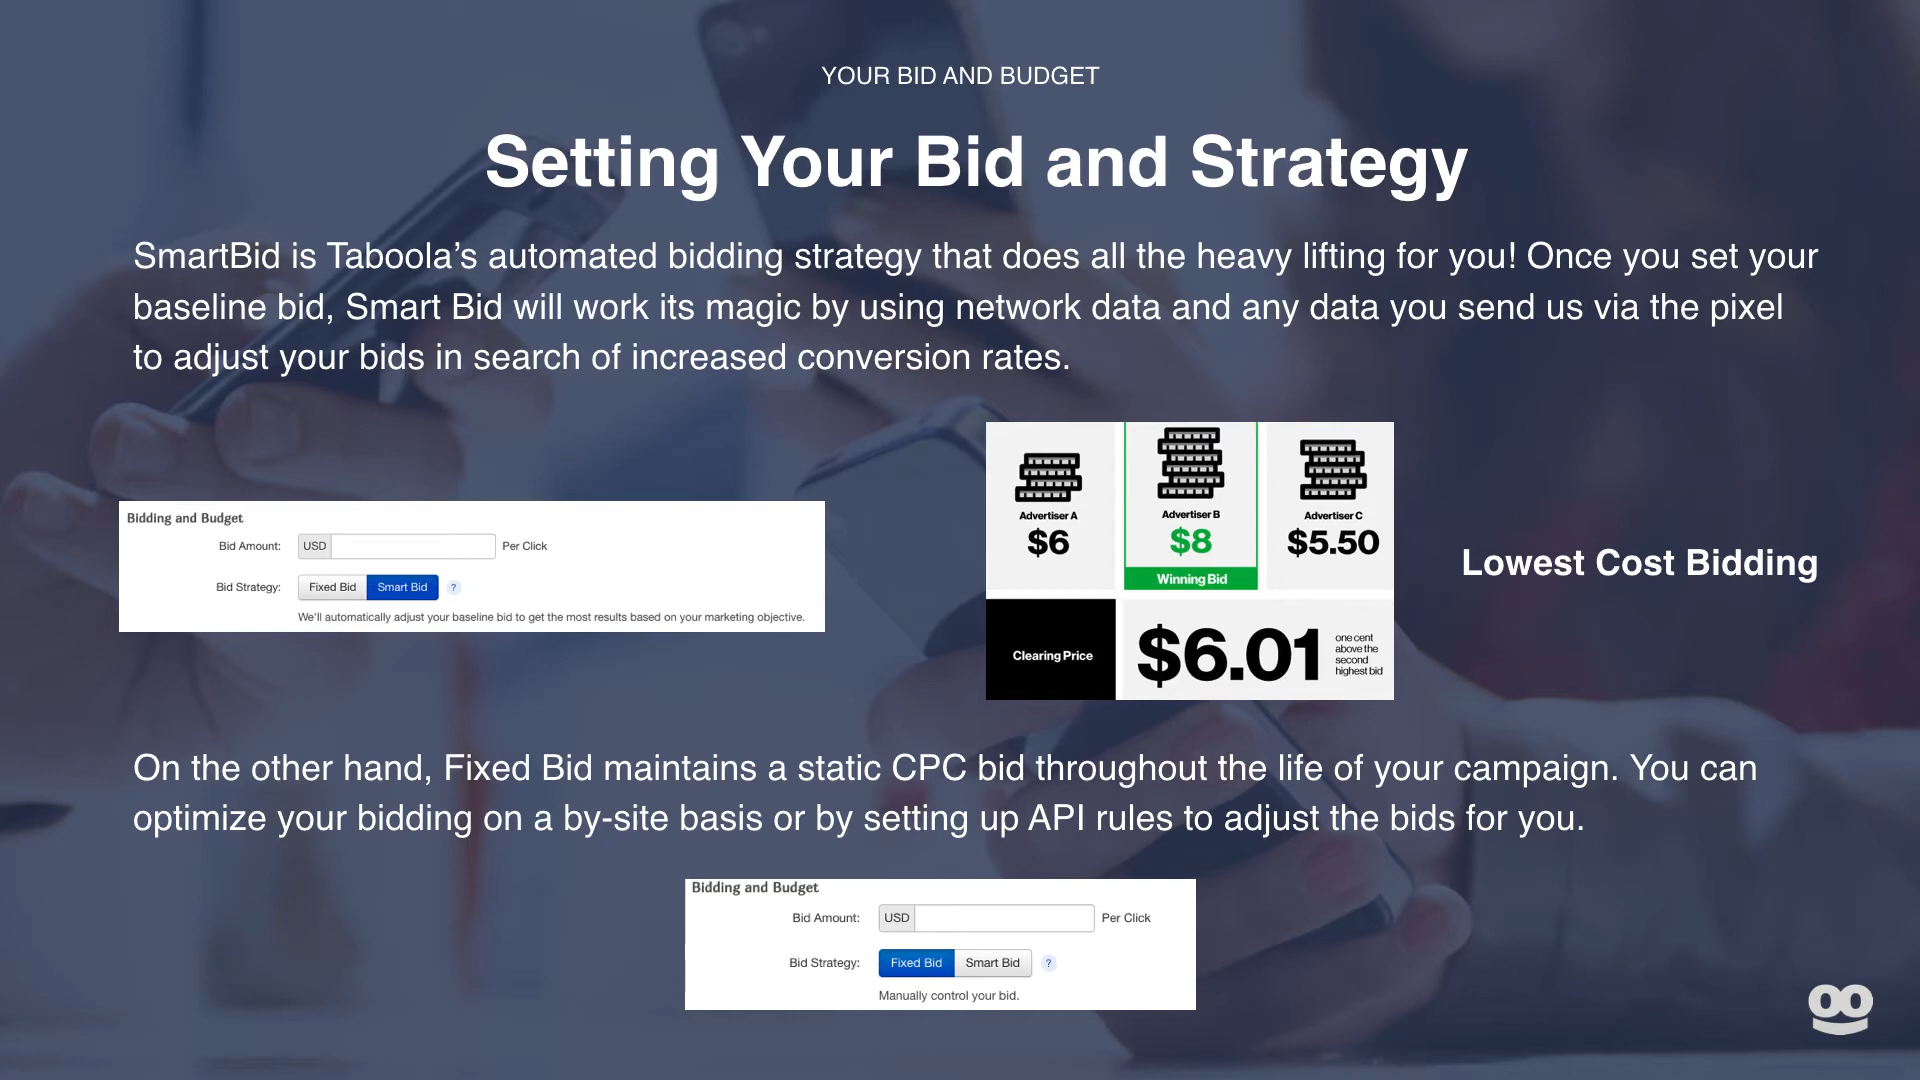 YOUR BID AND BUDGET
Setting Your Bid and Strategy
SmartBid is Taboola’s automated bidding strategy that does all the heavy lifting for you! Once you set your
baseline bid, Smart Bid will work its magic by using network data and any data you send us via the pixel
to adjust your bids in search of increased conversion rates.
Bidding and Budget
Bid Amount: USD Per Click
Bid Strategy: Fixed Bid Smart Bid ?
We'll automatically adjust your baseline bid to get the most results based on your marketing objective.
Advertiser A
$6
Advertiser B
$8
Winning Bid
Advertiser C
$5.50
Clearing Price
$6.01
one cent
above the
second
highest bid
Lowest Cost Bidding
On the other hand, Fixed Bid maintains a static CPC bid throughout the life of your campaign. You can
optimize your bidding on a by-site basis or by setting up API rules to adjust the bids for you.
Bidding and Budget
Bid Amount: USD Per Click
Bid Strategy: Fixed Bid Smart Bid ?
Manually control your bid.